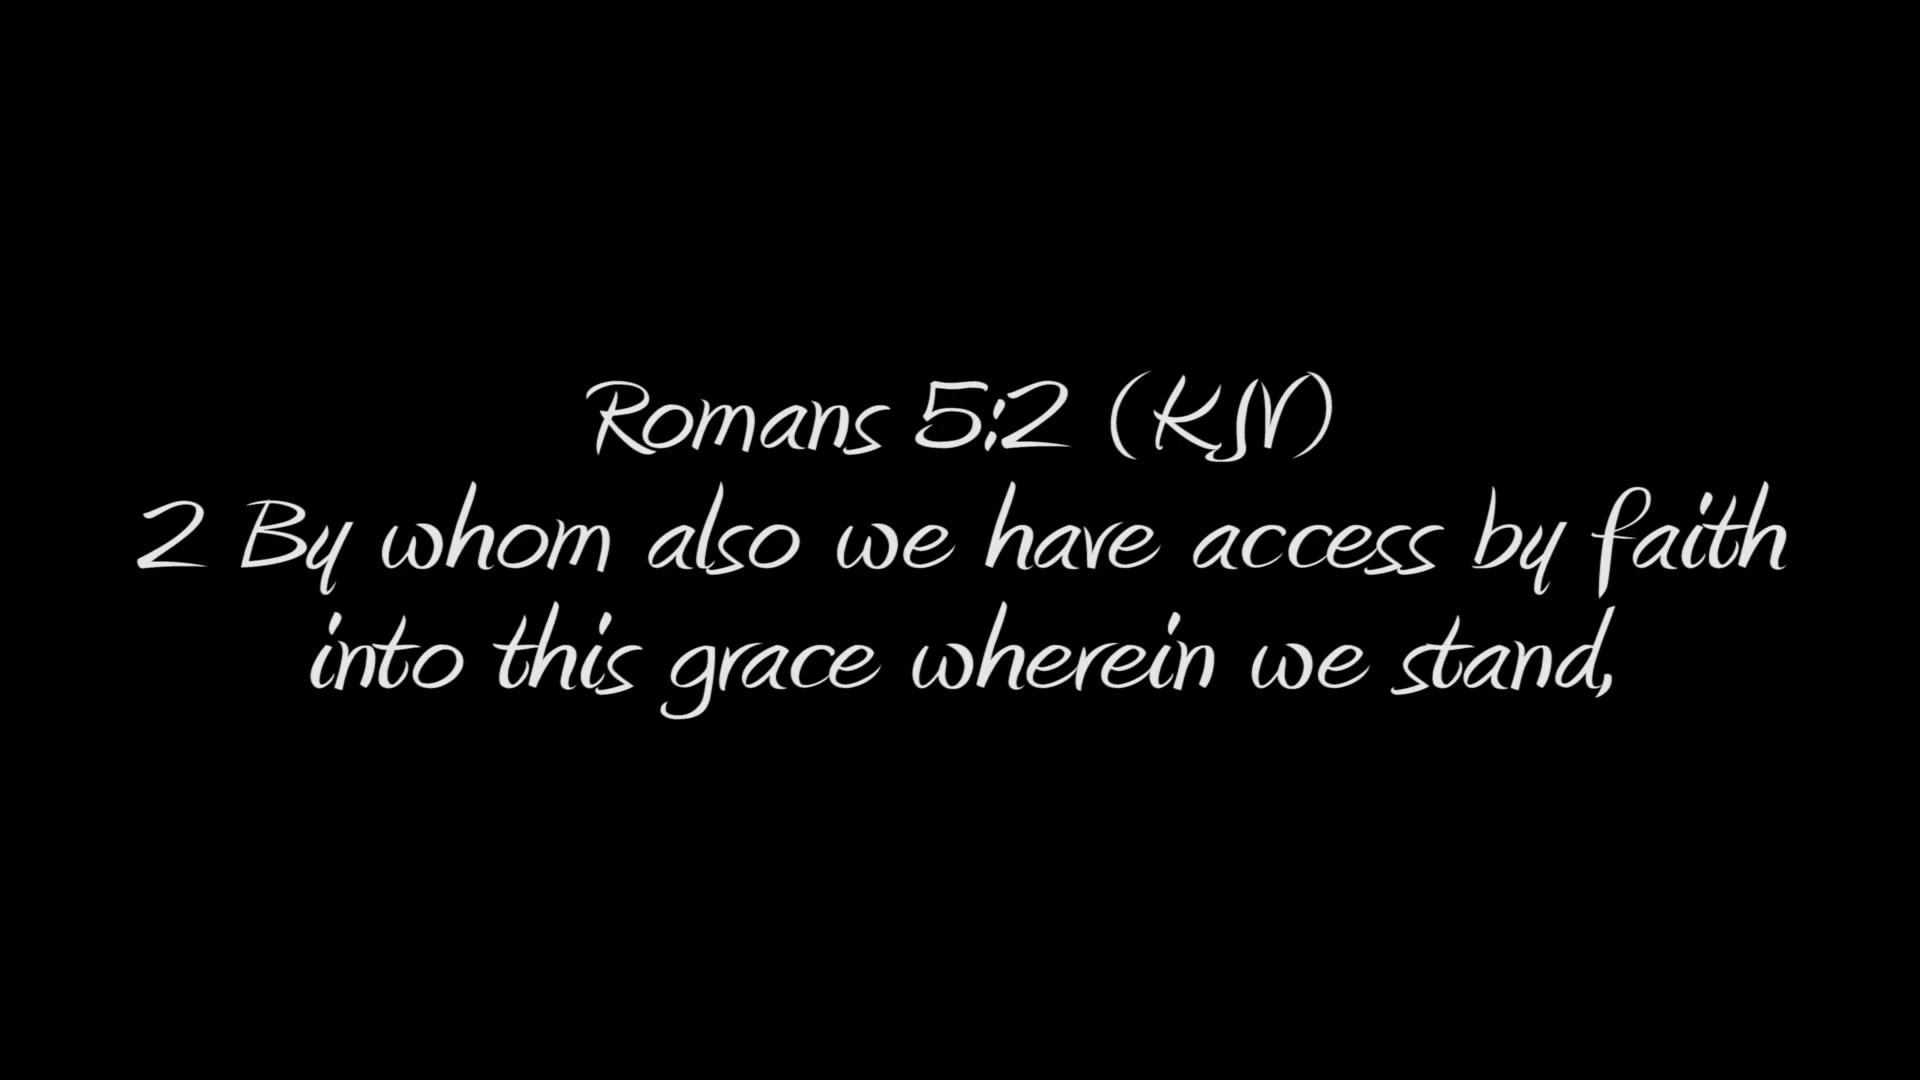 Romans 5:2 (KJV)
2 By whom also we have access by faith
into this grace wherein we stand,